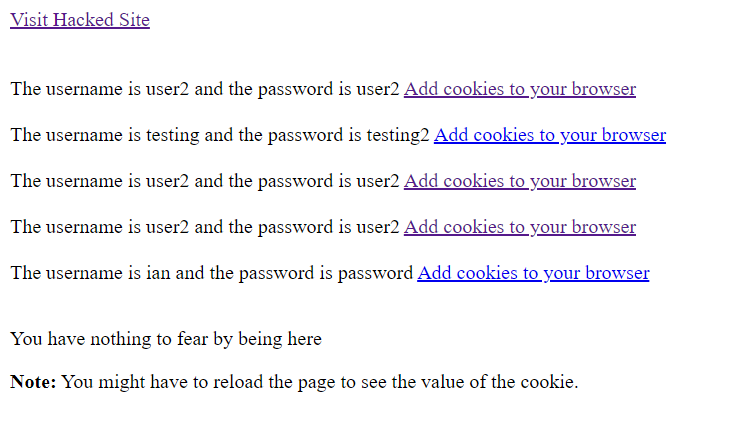 Visit Hacked Site
The username is user2 and the password is user2 Add cookies to your browser
The username is testing and the password is testing2 Add cookies to your browser
The username is user2 and the password is user2 Add cookies to your browser
The username is user2 and the password is user2 Add cookies to your browser
The username is ian and the password is password Add cookies to your browser
You have nothing to fear by being here
Note: You might have to reload the page to see the value of the cookie.